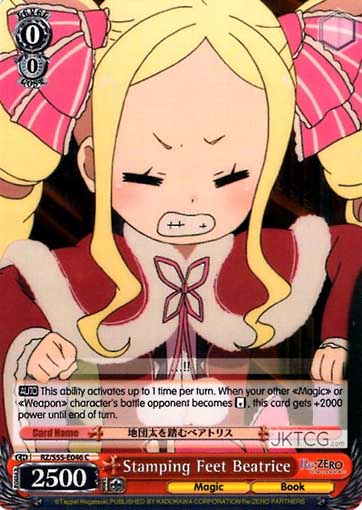 0
0
COST
...!!
[AUTO] This ability activates up to 1 time per turn. When your other «Magic» or
«Weapon» character's battle opponent becomes [ ], this card gets +2000
power until end of turn.
Card Name 地団太を踏むベアトリス
JKTCG.com
CH RZ/S55-E046 C
2500 Stamping Feet Beatrice
Magic Book
Re:ZERO
©Tappei Nagatsuki,PUBLISHED BY KADOKAWA CORPORATION/Re:ZERO PARTNERS